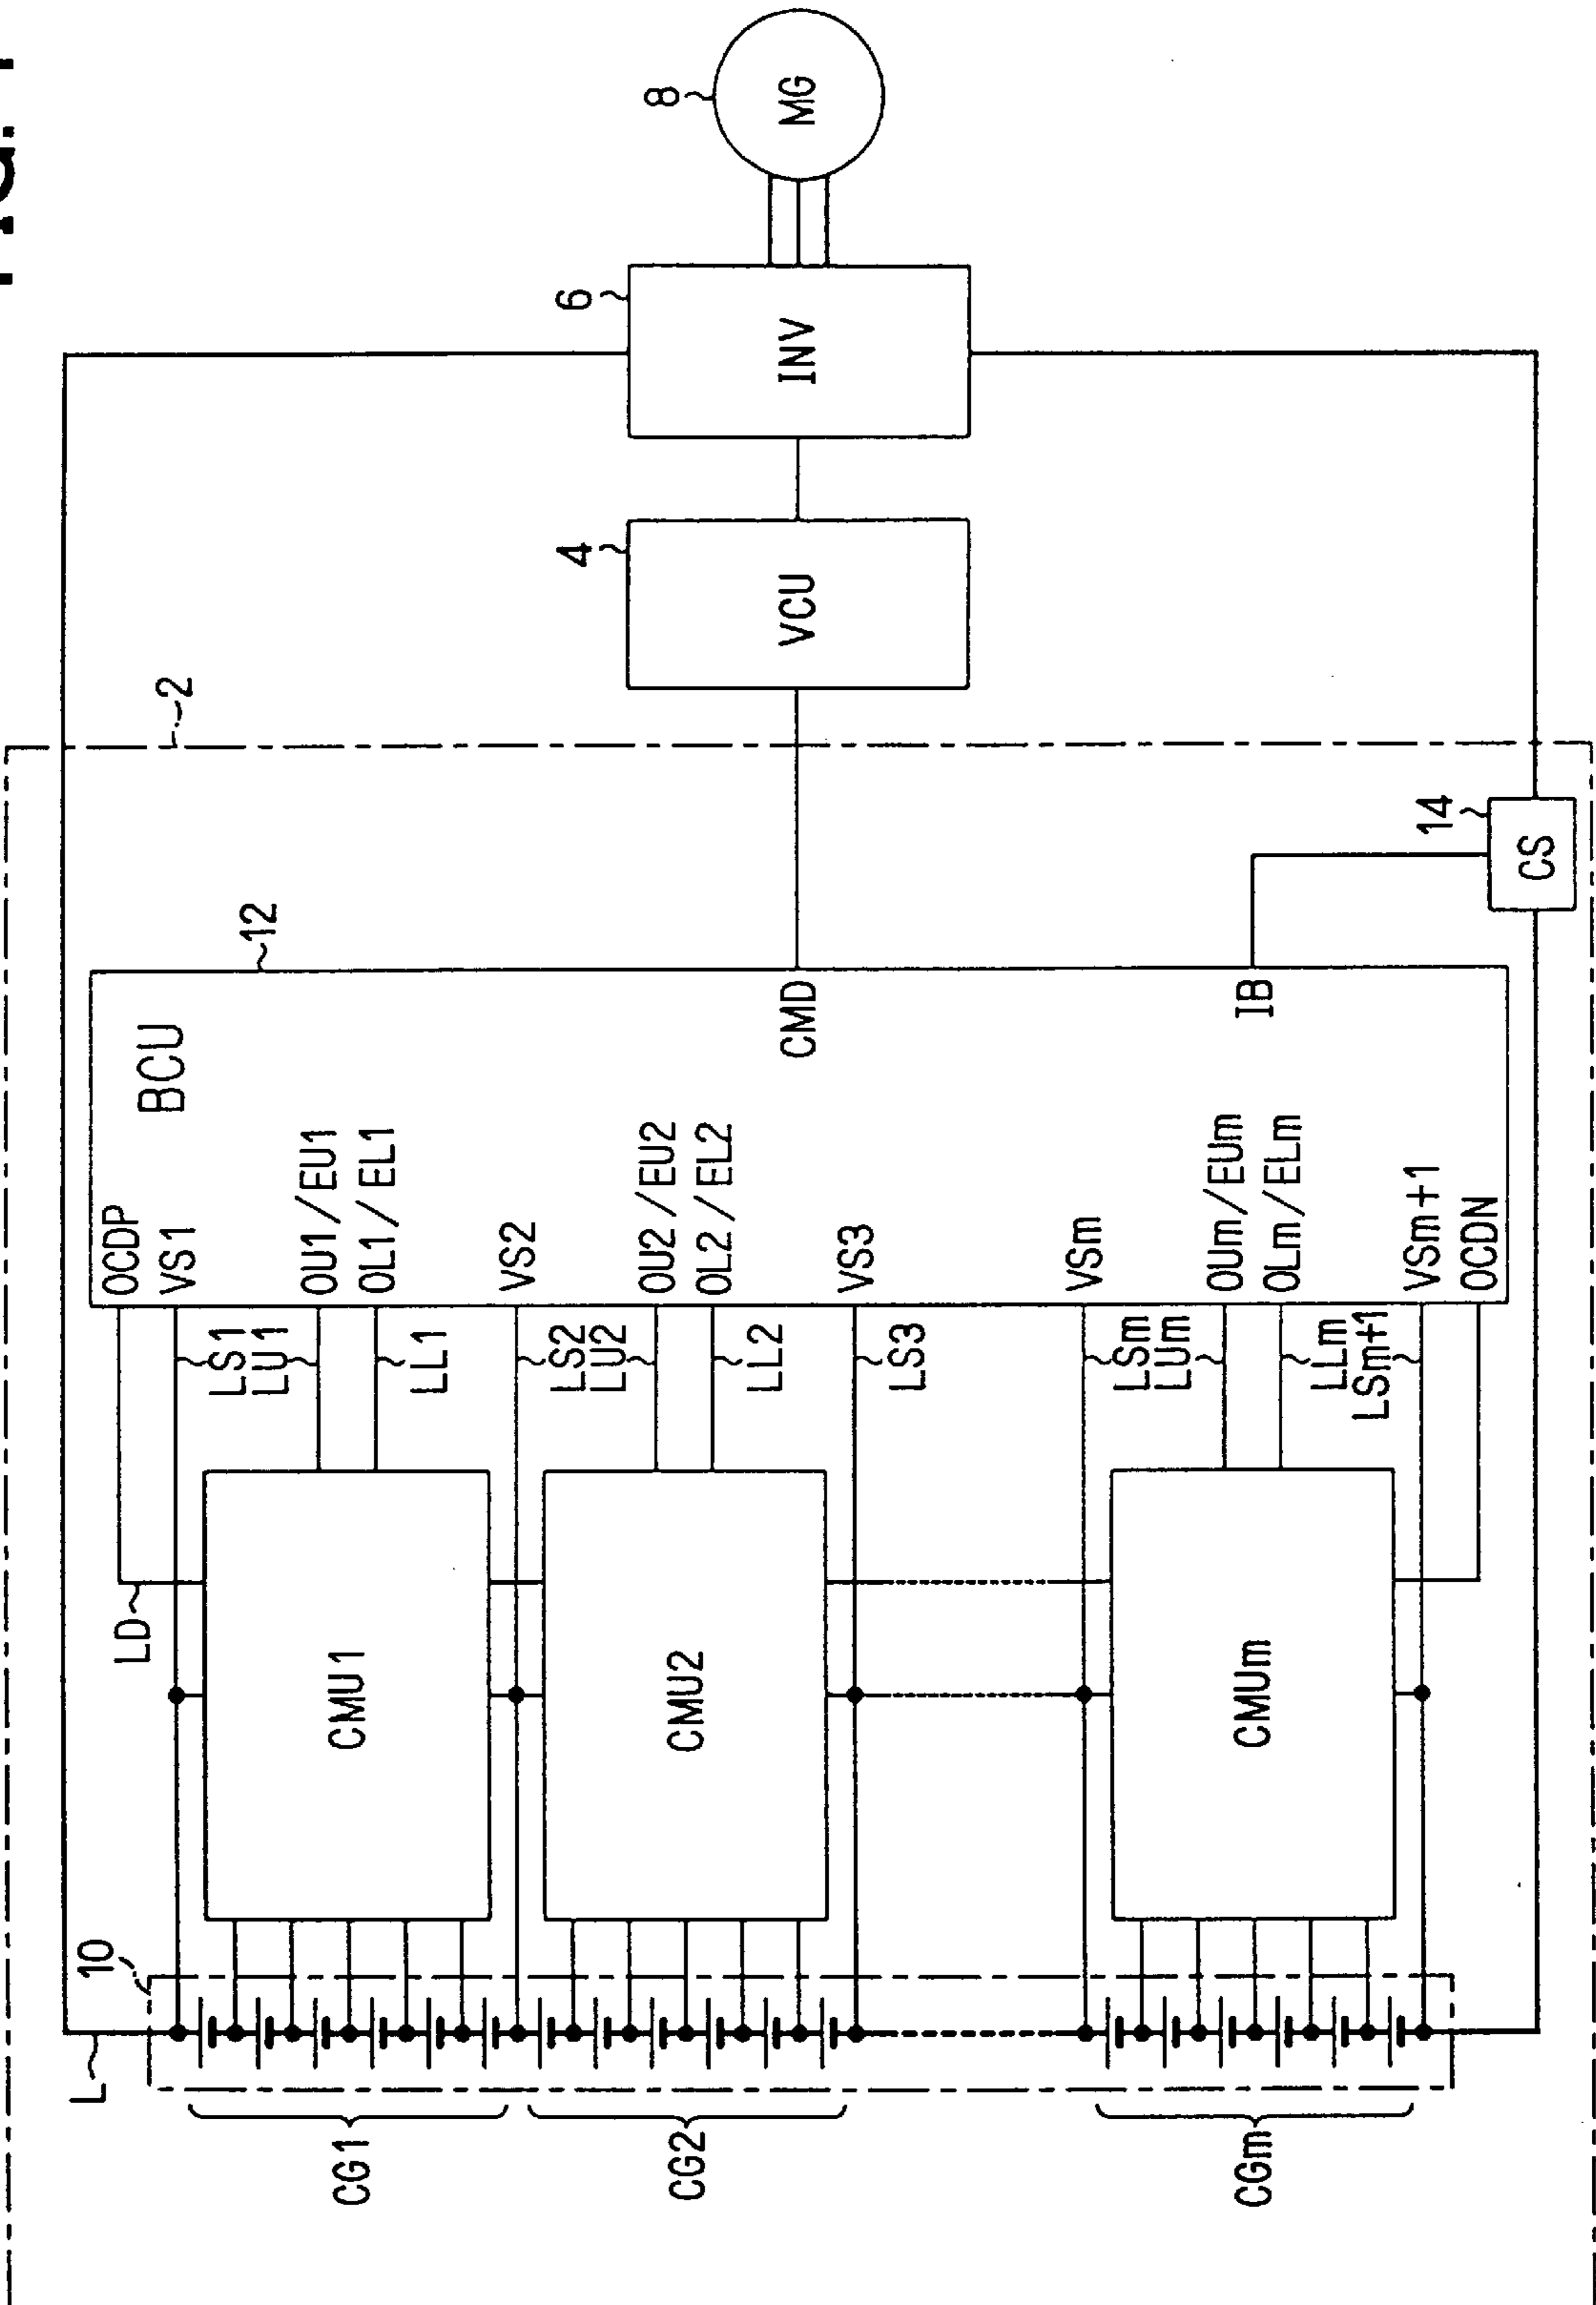 FIG. 1
L
10
LD
CG1
CG2
CGm
CMU1
CMU2
CMUm
LS1
LU1
LL1
LS2
LU2
LL2
LS3
LSm
LUm
LLm
LSm+1
BCU
12
OCDP
VS1
OU1/EU1
OL1/EL1
VS2
OU2/EU2
OL2/EL2
VS3
VSm
OUm/EUm
OLm/ELm
VSm+1
OCDN
CMD
IB
2
14
CS
4
VCU
6
INV
8
MG